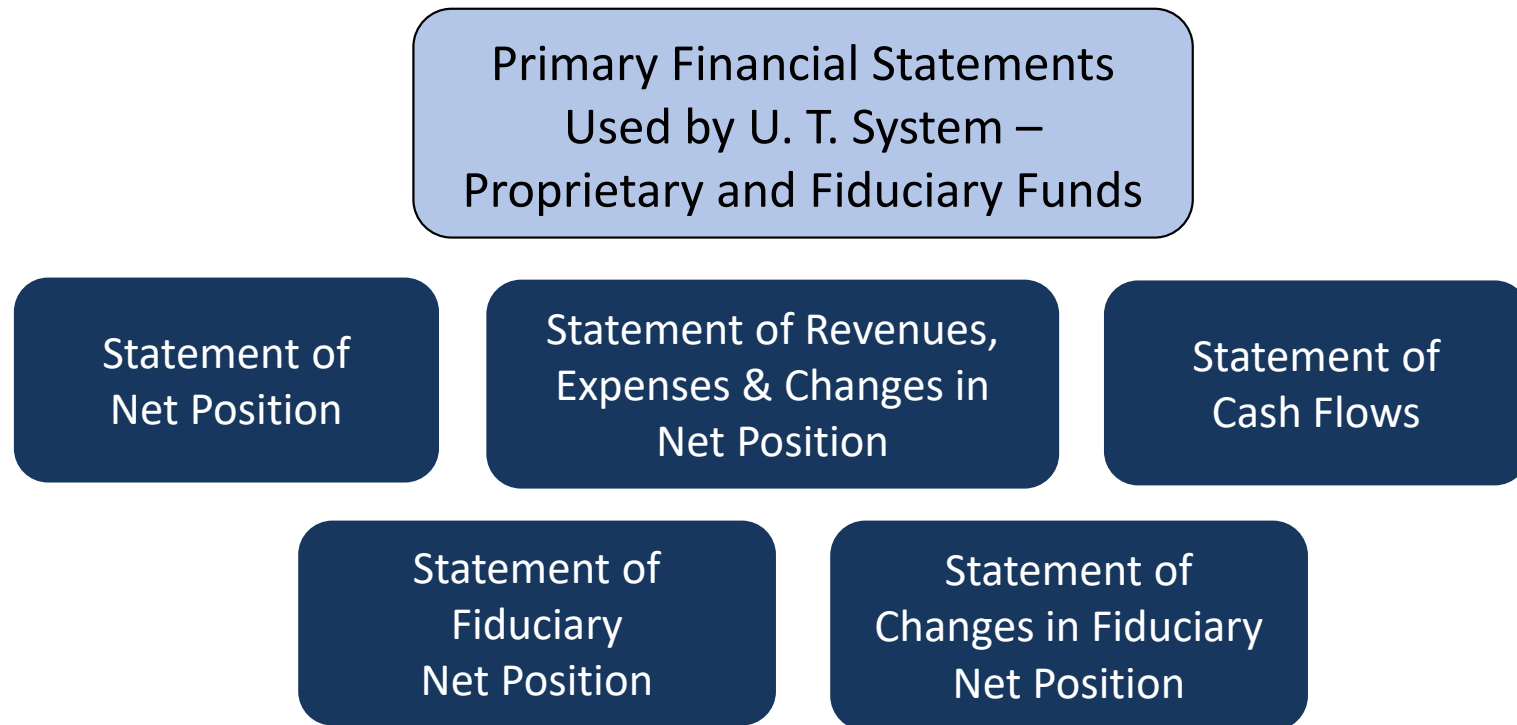 Primary Financial Statements
Used by U. T. System –
Proprietary and Fiduciary Funds
Statement of
Net Position
Statement of Revenues,
Expenses & Changes in
Net Position
Statement of
Cash Flows
Statement of
Fiduciary
Net Position
Statement of
Changes in Fiduciary
Net Position